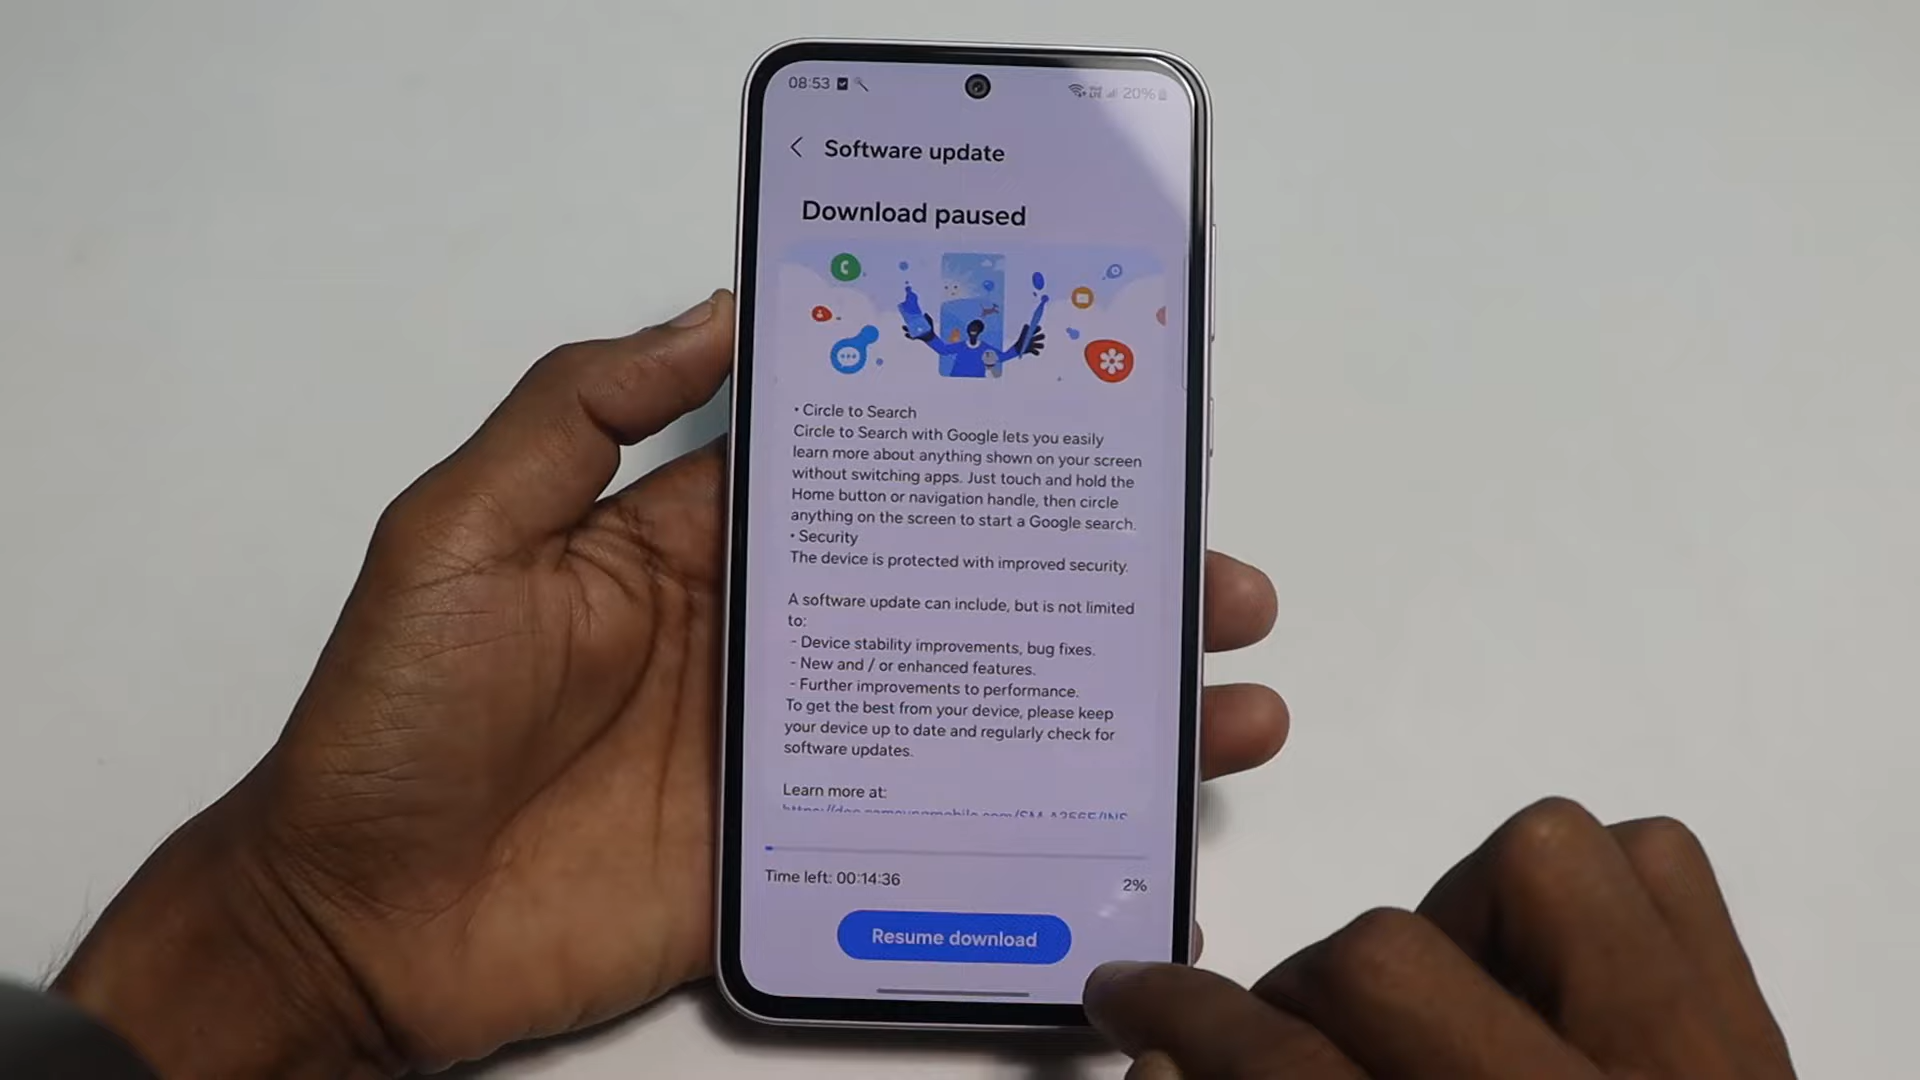 08:53
20%
Software update
Download paused
• Circle to Search
Circle to Search with Google lets you easily
learn more about anything shown on your screen
without switching apps. Just touch and hold the
Home button or navigation handle, then circle
anything on the screen to start a Google search.
• Security
The device is protected with improved security.
A software update can include, but is not limited
to:
- Device stability improvements, bug fixes.
- New and / or enhanced features.
- Further improvements to performance.
To get the best from your device, please keep
your device up to date and regularly check for
software updates.
Learn more at:
Time left: 00:14:36
2%
Resume download